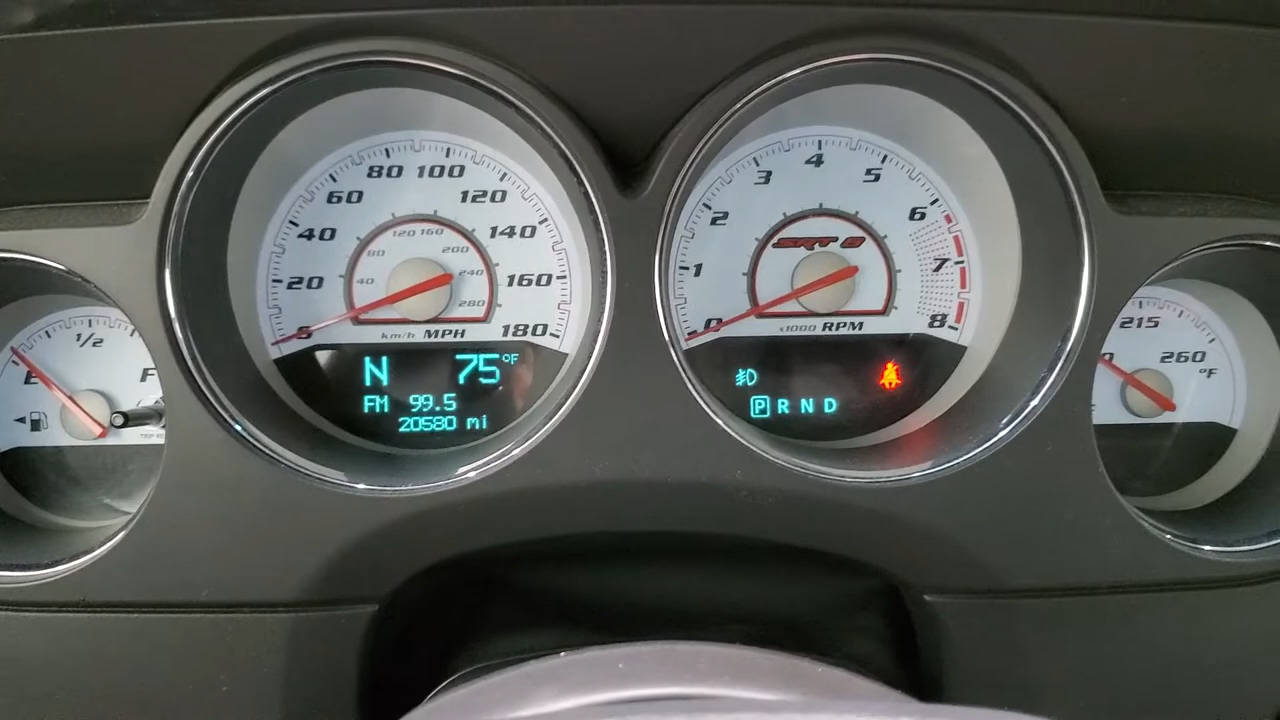 E 1/2 F
TRIP
0 20 40 60 80 100 120 140 160 180
40 80 120 160 200 240 280
km/h MPH
N 75°F
FM 99.5
20580 mi
0 1 2 3 4 5 6 7 8
SRT 8
x1000 RPM
P R N D
215 260
°F